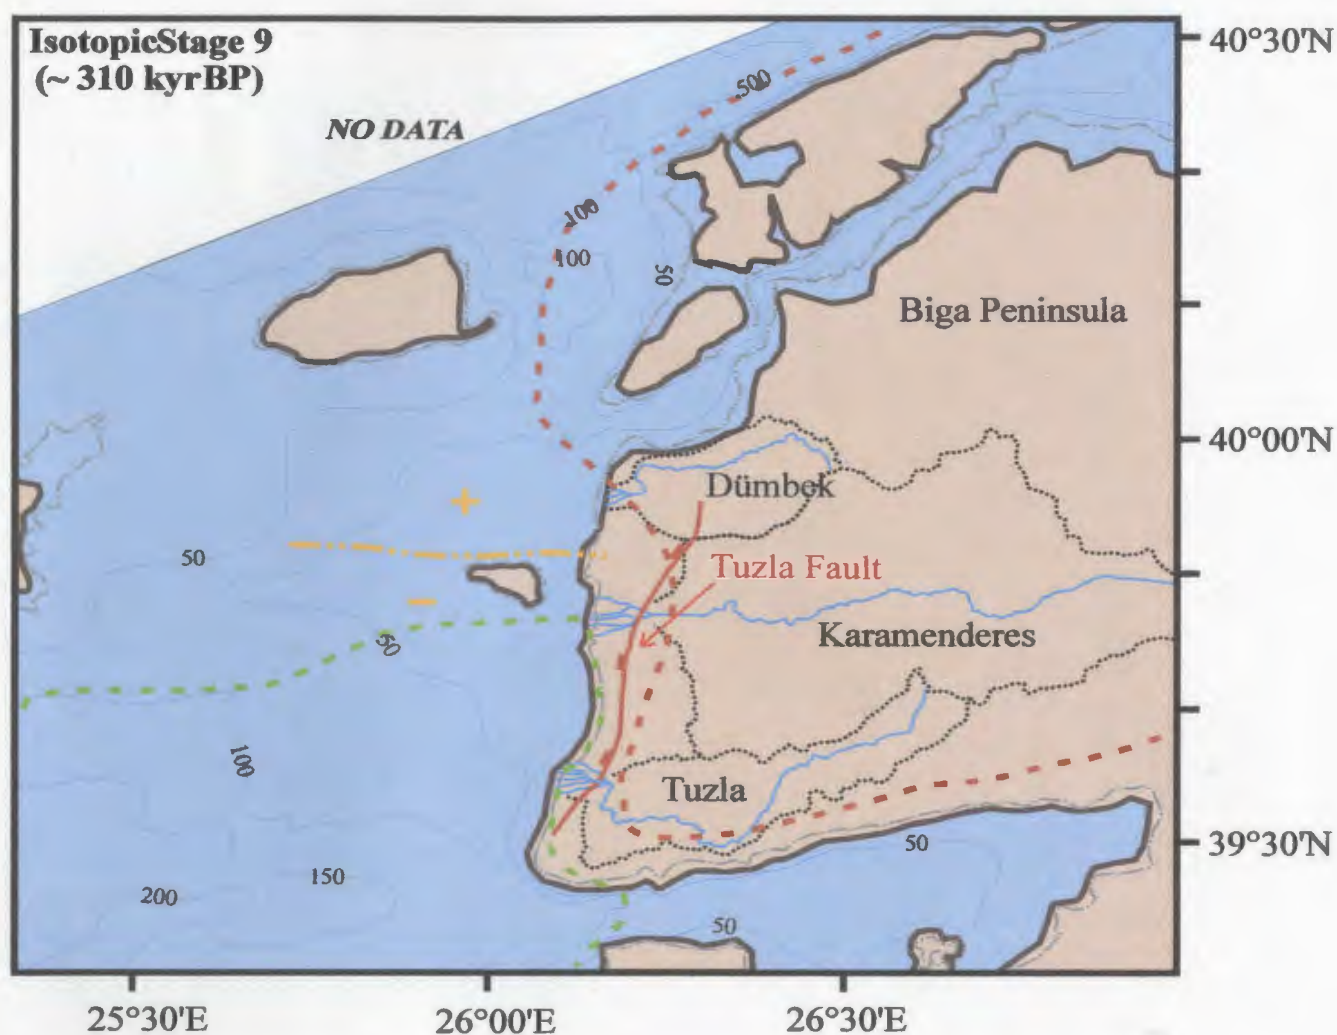 IsotopicStage 9
(~ 310 kyrBP)
NO DATA
40°30'N
500
100
100
50
Biga Peninsula
40°00'N
Dümbek
+
50
Tuzla Fault
−
50
Karamenderes
100
Tuzla
39°30'N
50
150
200
50
25°30'E
26°00'E
26°30'E